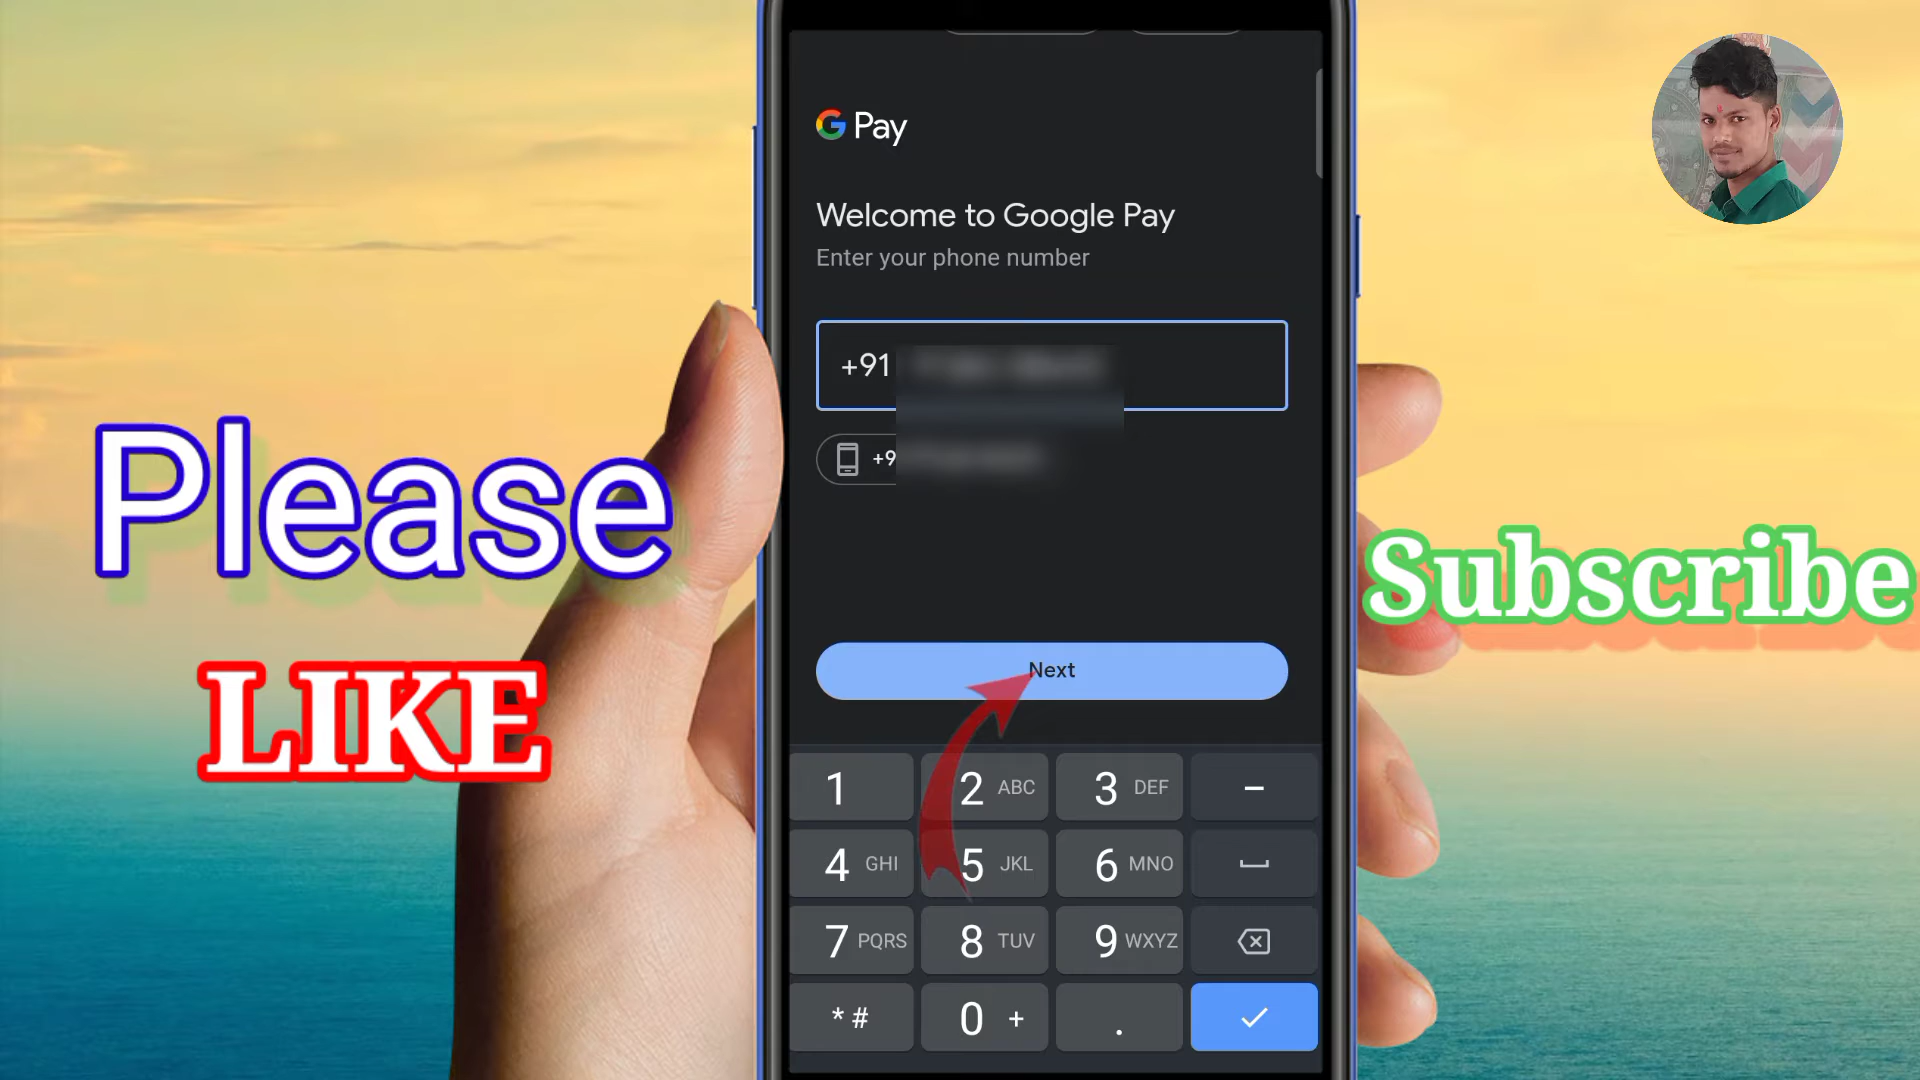 G Pay
Welcome to Google Pay
Enter your phone number
+91
+9
Please
LIKE
Subscribe
Next
1
2 ABC
3 DEF
-
4 GHI
5 JKL
6 MNO
7 PQRS
8 TUV
9 WXYZ
* #
0 +
.